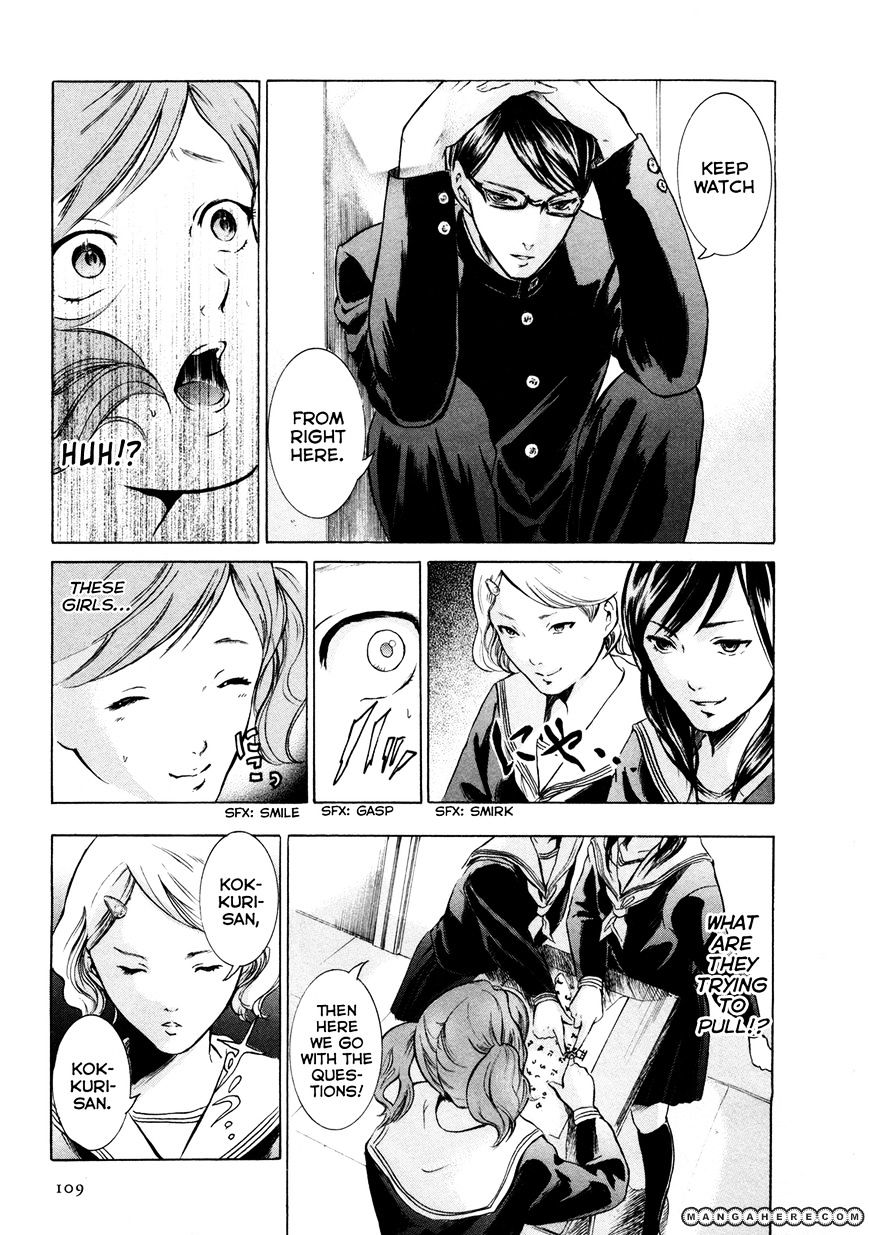 KEEP
WATCH
FROM
RIGHT
HERE.
HUH!?
にや.
THESE
GIRLS...
SFX: SMIRK
SFX: GASP
SFX: SMILE
WHAT
ARE
THEY
TRYING
TO
PULL!?
THEN
HERE
WE GO
WITH THE
QUES-
TIONS!
KOK-
KURI-
SAN,
KOK-
KURI-
SAN.
109
MANGAHERE.COM